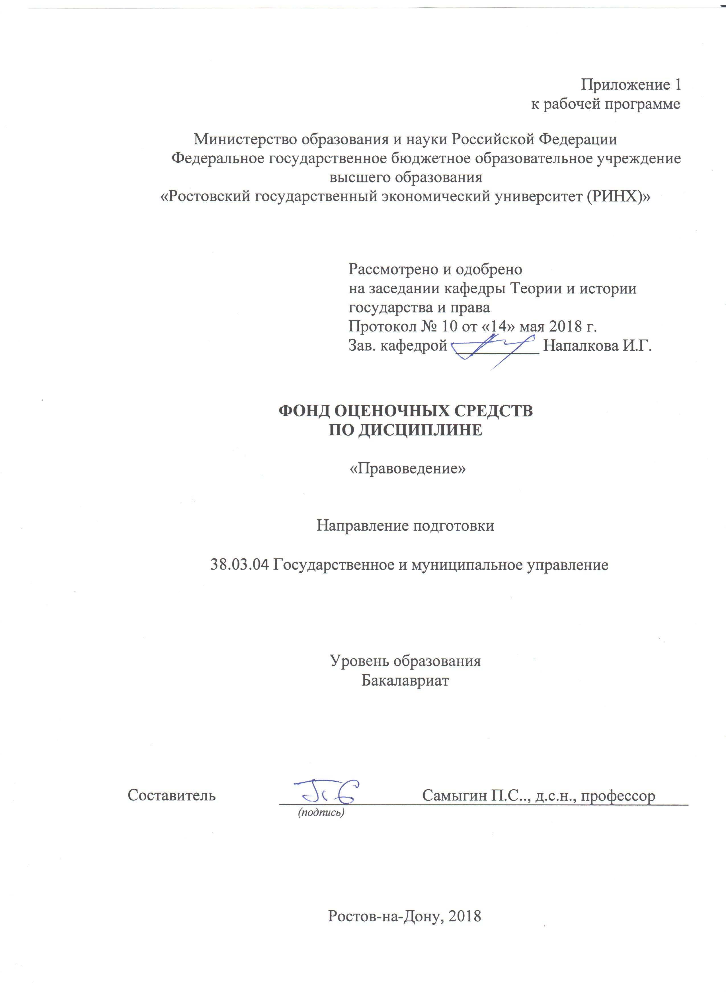 Приложение 1
к рабочей программе
Министерство образования и науки Российской Федерации
Федеральное государственное бюджетное образовательное учреждение
высшего образования
«Ростовский государственный экономический университет (РИНХ)»
Рассмотрено и одобрено
на заседании кафедры Теории и истории
государства и права
Протокол № 10 от «14» мая 2018 г.
Зав. кафедрой __________ Напалкова И.Г.
ФОНД ОЦЕНОЧНЫХ СРЕДСТВ
ПО ДИСЦИПЛИНЕ
«Правоведение»
Направление подготовки
38.03.04 Государственное и муниципальное управление
Уровень образования
Бакалавриат
Составитель Самыгин П.С.., д.с.н., профессор
(подпись)
Ростов-на-Дону, 2018